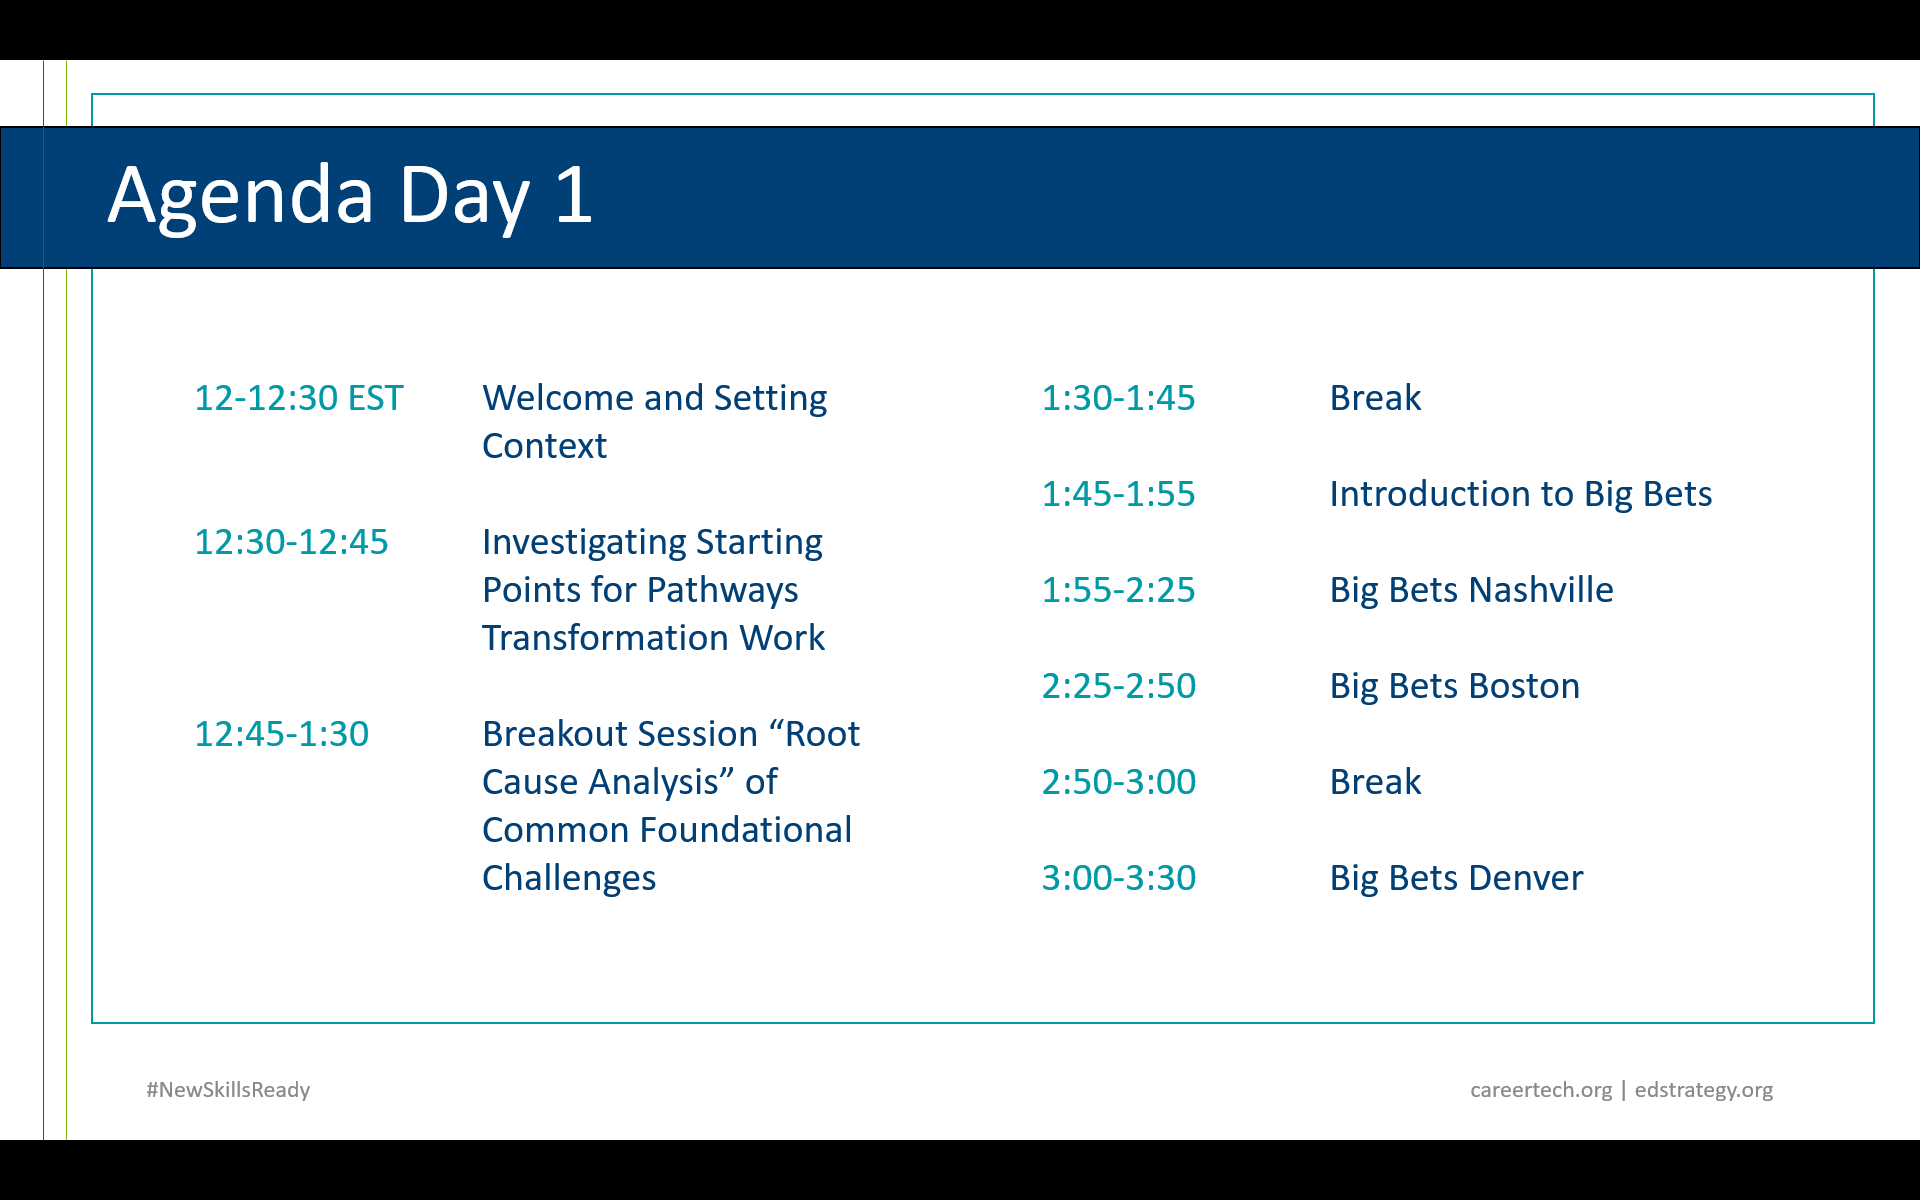 Agenda Day 1
12-12:30 EST
Welcome and Setting
Context
12:30-12:45
Investigating Starting
Points for Pathways
Transformation Work
12:45-1:30
Breakout Session “Root
Cause Analysis” of
Common Foundational
Challenges
1:30-1:45
Break
1:45-1:55
Introduction to Big Bets
1:55-2:25
Big Bets Nashville
2:25-2:50
Big Bets Boston
2:50-3:00
Break
3:00-3:30
Big Bets Denver
#NewSkillsReady
careertech.org | edstrategy.org